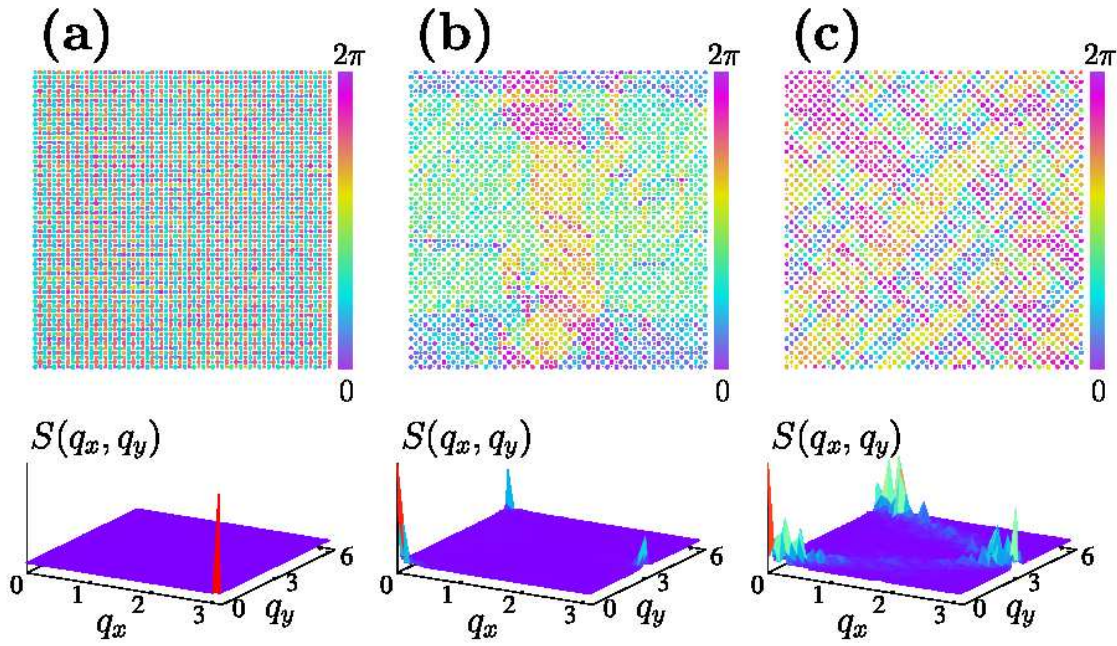 (a) (b) (c)
2π 2π 2π
0 0 0
S(q_x, q_y) S(q_x, q_y) S(q_x, q_y)
0 1 2 3 0 3 6 0 1 2 3 0 3 6 0 1 2 3 0 3 6
q_x q_y q_x q_y q_x q_y